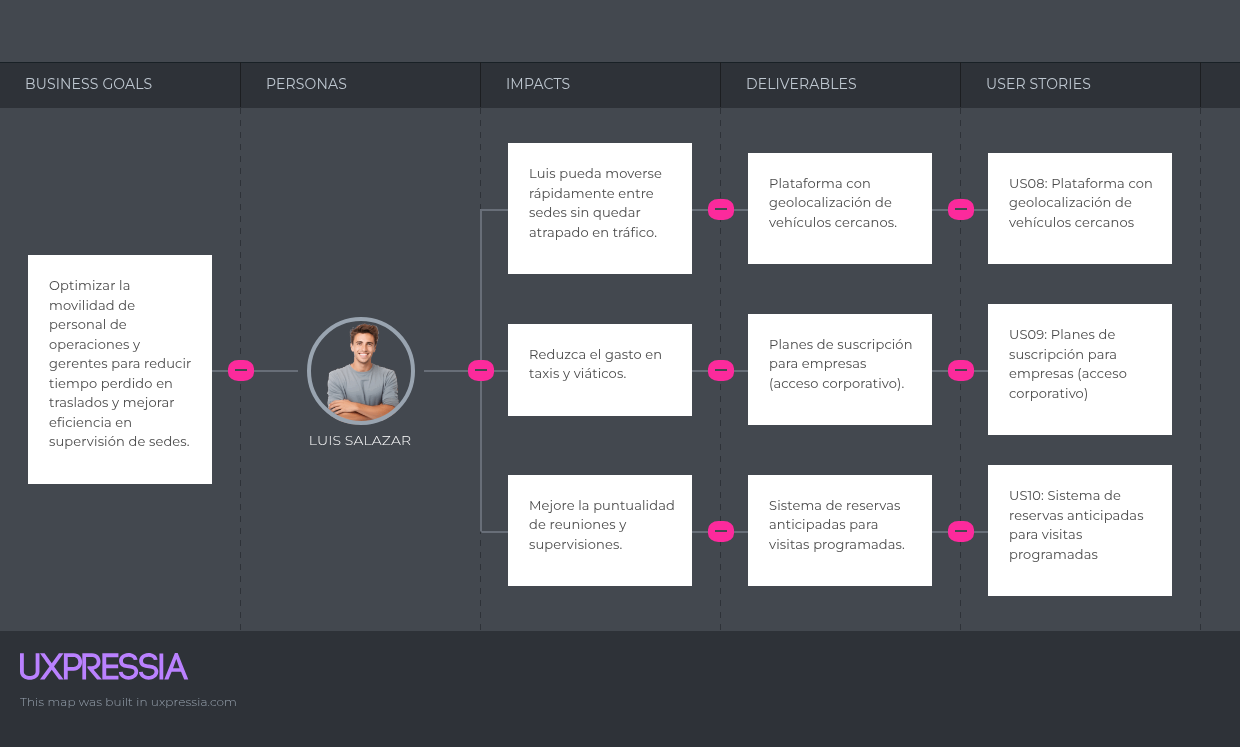 BUSINESS GOALS
PERSONAS
IMPACTS
DELIVERABLES
USER STORIES
Optimizar la
movilidad de
personal de
operaciones y
gerentes para reducir
tiempo perdido en
traslados y mejorar
eficiencia en
supervisión de sedes.
LUIS SALAZAR
Luis pueda moverse
rápidamente entre
sedes sin quedar
atrapado en tráfico.
Plataforma con
geolocalización de
vehículos cercanos.
US08: Plataforma con
geolocalización de
vehículos cercanos
Reduzca el gasto en
taxis y viáticos.
Planes de suscripción
para empresas
(acceso corporativo).
US09: Planes de
suscripción para
empresas (acceso
corporativo)
Mejore la puntualidad
de reuniones y
supervisiones.
Sistema de reservas
anticipadas para
visitas programadas.
US10: Sistema de
reservas anticipadas
para visitas
programadas
UXPRESSIA
This map was built in uxpressia.com